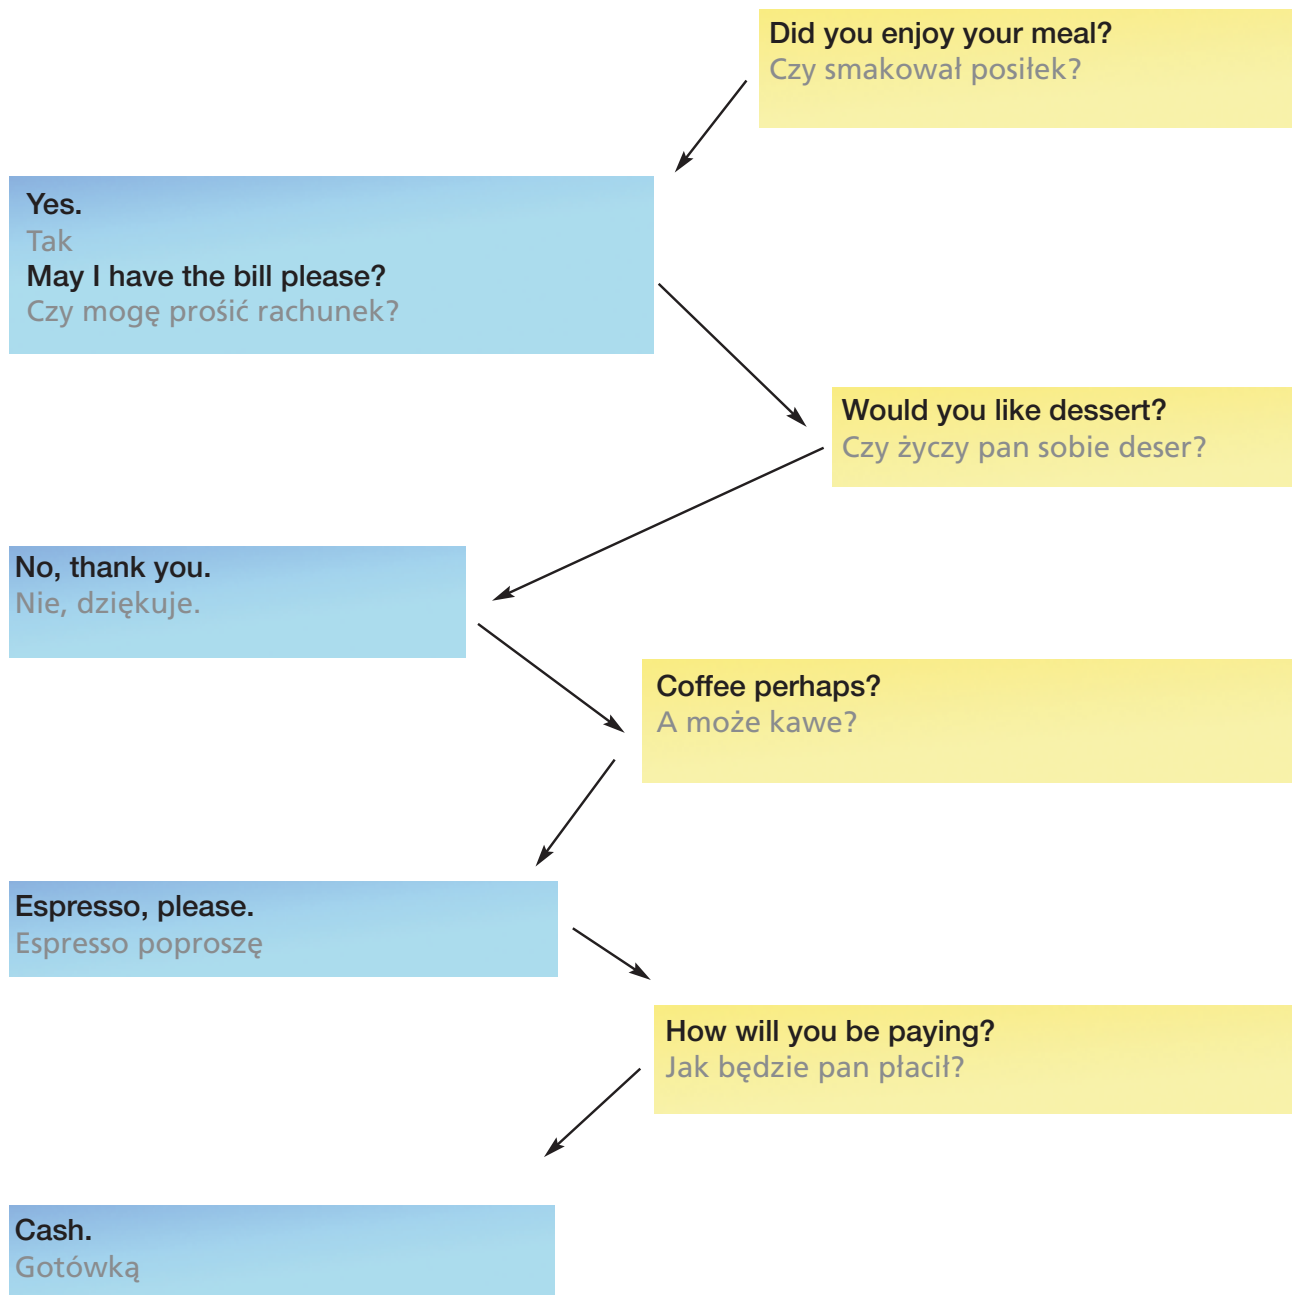 Did you enjoy your meal?
Czy smakował posiłek?
Yes.
Tak
May I have the bill please?
Czy mogę prośić rachunek?
Would you like dessert?
Czy życzy pan sobie deser?
No, thank you.
Nie, dziękuje.
Coffee perhaps?
A może kawe?
Espresso, please.
Espresso poproszę
How will you be paying?
Jak będzie pan płacił?
Cash.
Gotówką